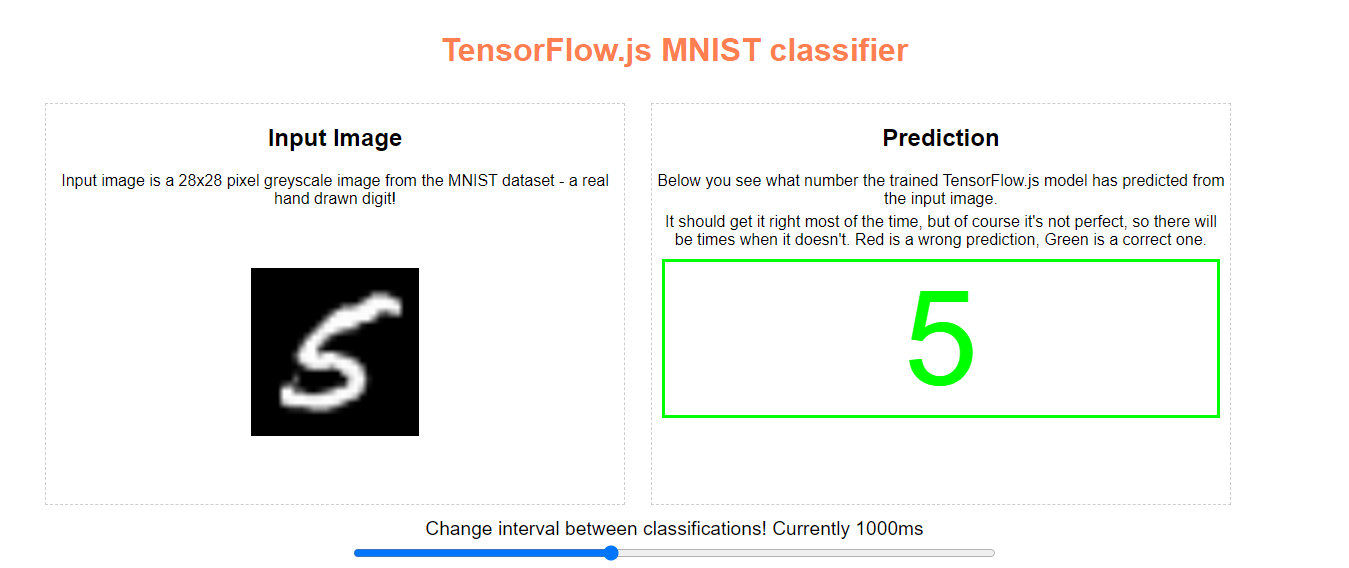 TensorFlow.js MNIST classifier
Input Image
Input image is a 28x28 pixel greyscale image from the MNIST dataset - a real
hand drawn digit!
5
Prediction
Below you see what number the trained TensorFlow.js model has predicted from
the input image.
It should get it right most of the time, but of course it's not perfect, so there will
be times when it doesn't. Red is a wrong prediction, Green is a correct one.
5
Change interval between classifications! Currently 1000ms